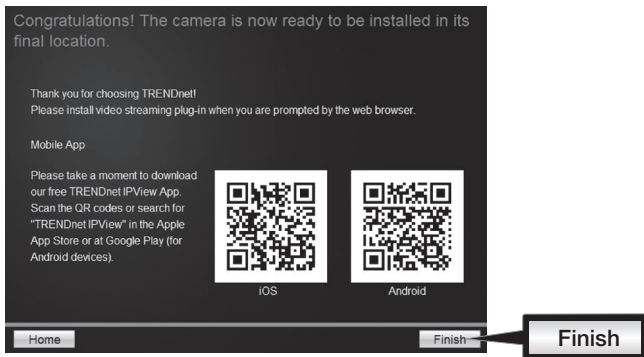 Congratulations! The camera is now ready to be installed in its
final location.
Thank you for choosing TRENDnet!
Please install video streaming plug-in when you are prompted by the web browser.
Mobile App
Please take a moment to download
our free TRENDnet IPView App.
Scan the QR codes or search for
"TRENDnet IPView" in the Apple
App Store or at Google Play (for
Android devices).
iOS
Android
Home
Finish
Finish